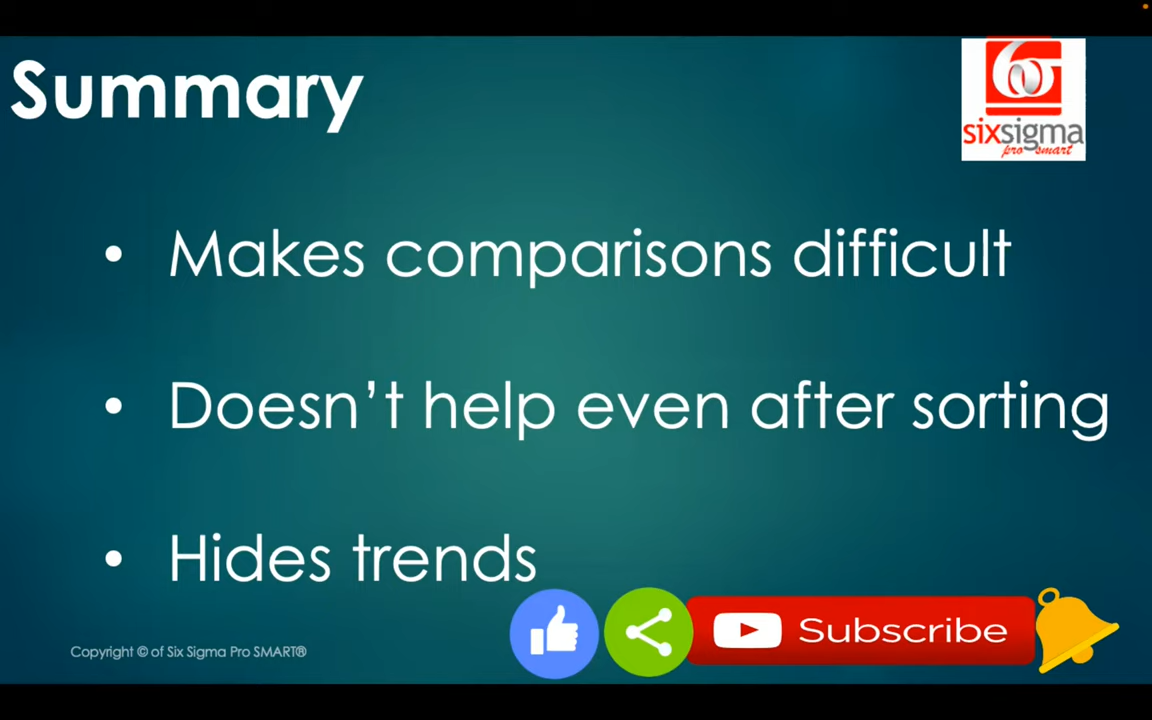 Summary
6σ
sixsigma
pro smart
• Makes comparisons difficult
• Doesn’t help even after sorting
• Hides trends
Copyright © of Six Sigma Pro SMART®
Subscribe